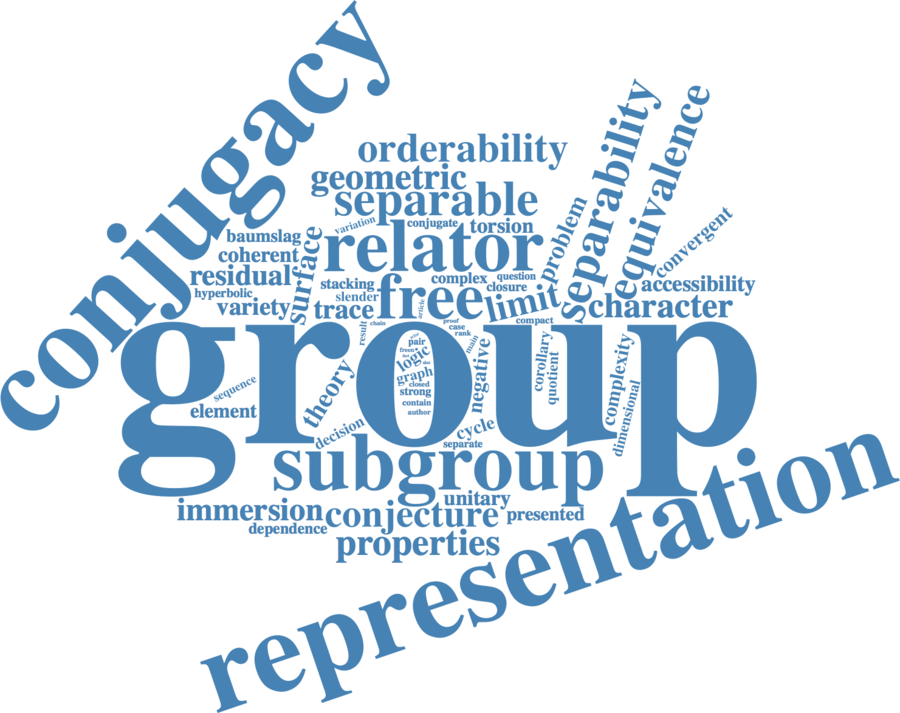 conjugacy
orderability
geometric
separable
variation
conjugate
torsion
problem
separability
equivalence
convergent
baumslag
coherent
residual
hyperbolic
variety
surface
relator
stacking
slender
trace
free
article
complex
question
closure
limit
accessibility
character
compact
group
result
chain
proof
case
rank
main
pair
logic
graph
closed
strong
contain
author
negative
corollary
quotient
complexity
dimensional
sequence
element
theory
decision
cycle
separate
subgroup
unitary
immersion
conjecture
presented
dependence
properties
representation